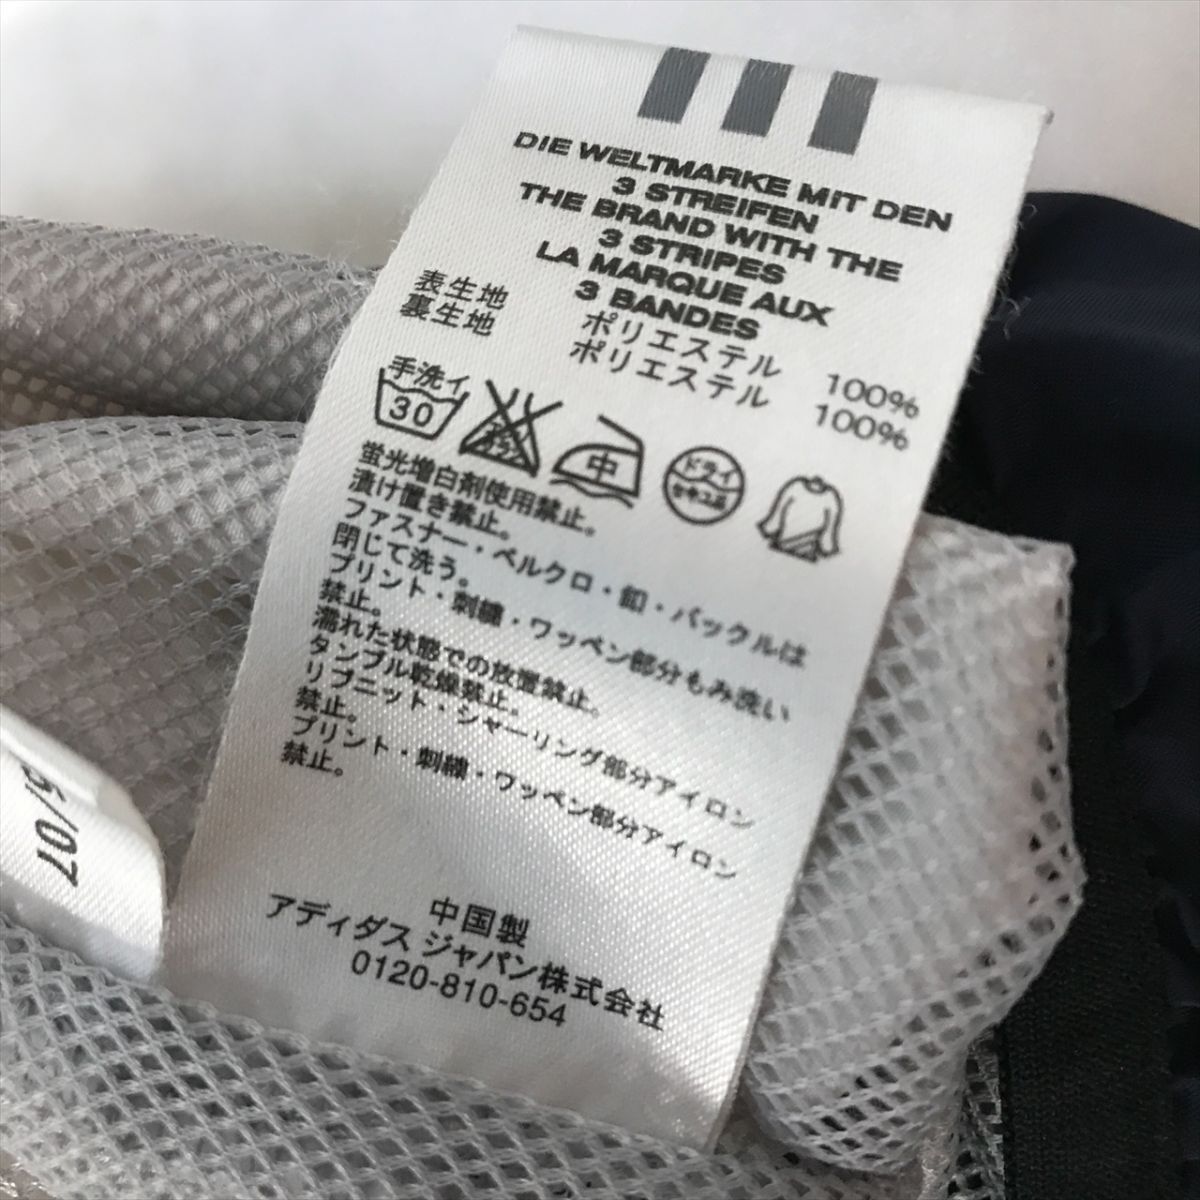 DIE WELTMARKE MIT DEN
3 STREIFEN
THE BRAND WITH THE
3 STRIPES
LA MARQUE AUX
3 BANDES
表生地 ポリエステル 100%
裏生地 ポリエステル 100%
手洗イ
30
中
ドライ
セキユ系
蛍光増白剤使用禁止。
漬け置き禁止。
ファスナー・ベルクロ・釦・バックルは
閉じて洗う。
プリント・刺繍・ワッペン部分もみ洗い
禁止。
濡れた状態での放置禁止。
タンブル乾燥禁止。
リブニット・シャーリング部分アイロン
禁止。
プリント・刺繍・ワッペン部分アイロン
禁止。
中国製
アディダス ジャパン株式会社
0120-810-654
6/07